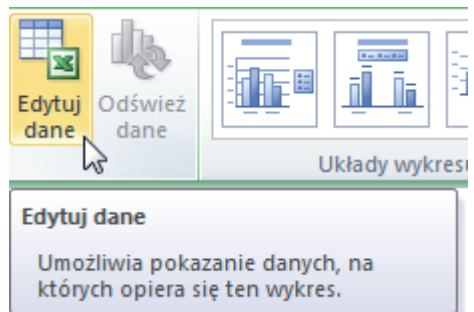 Edytuj
dane
Odśwież
dane
Układy wykresu
Edytuj dane
Umożliwia pokazanie danych, na
których opiera się ten wykres.